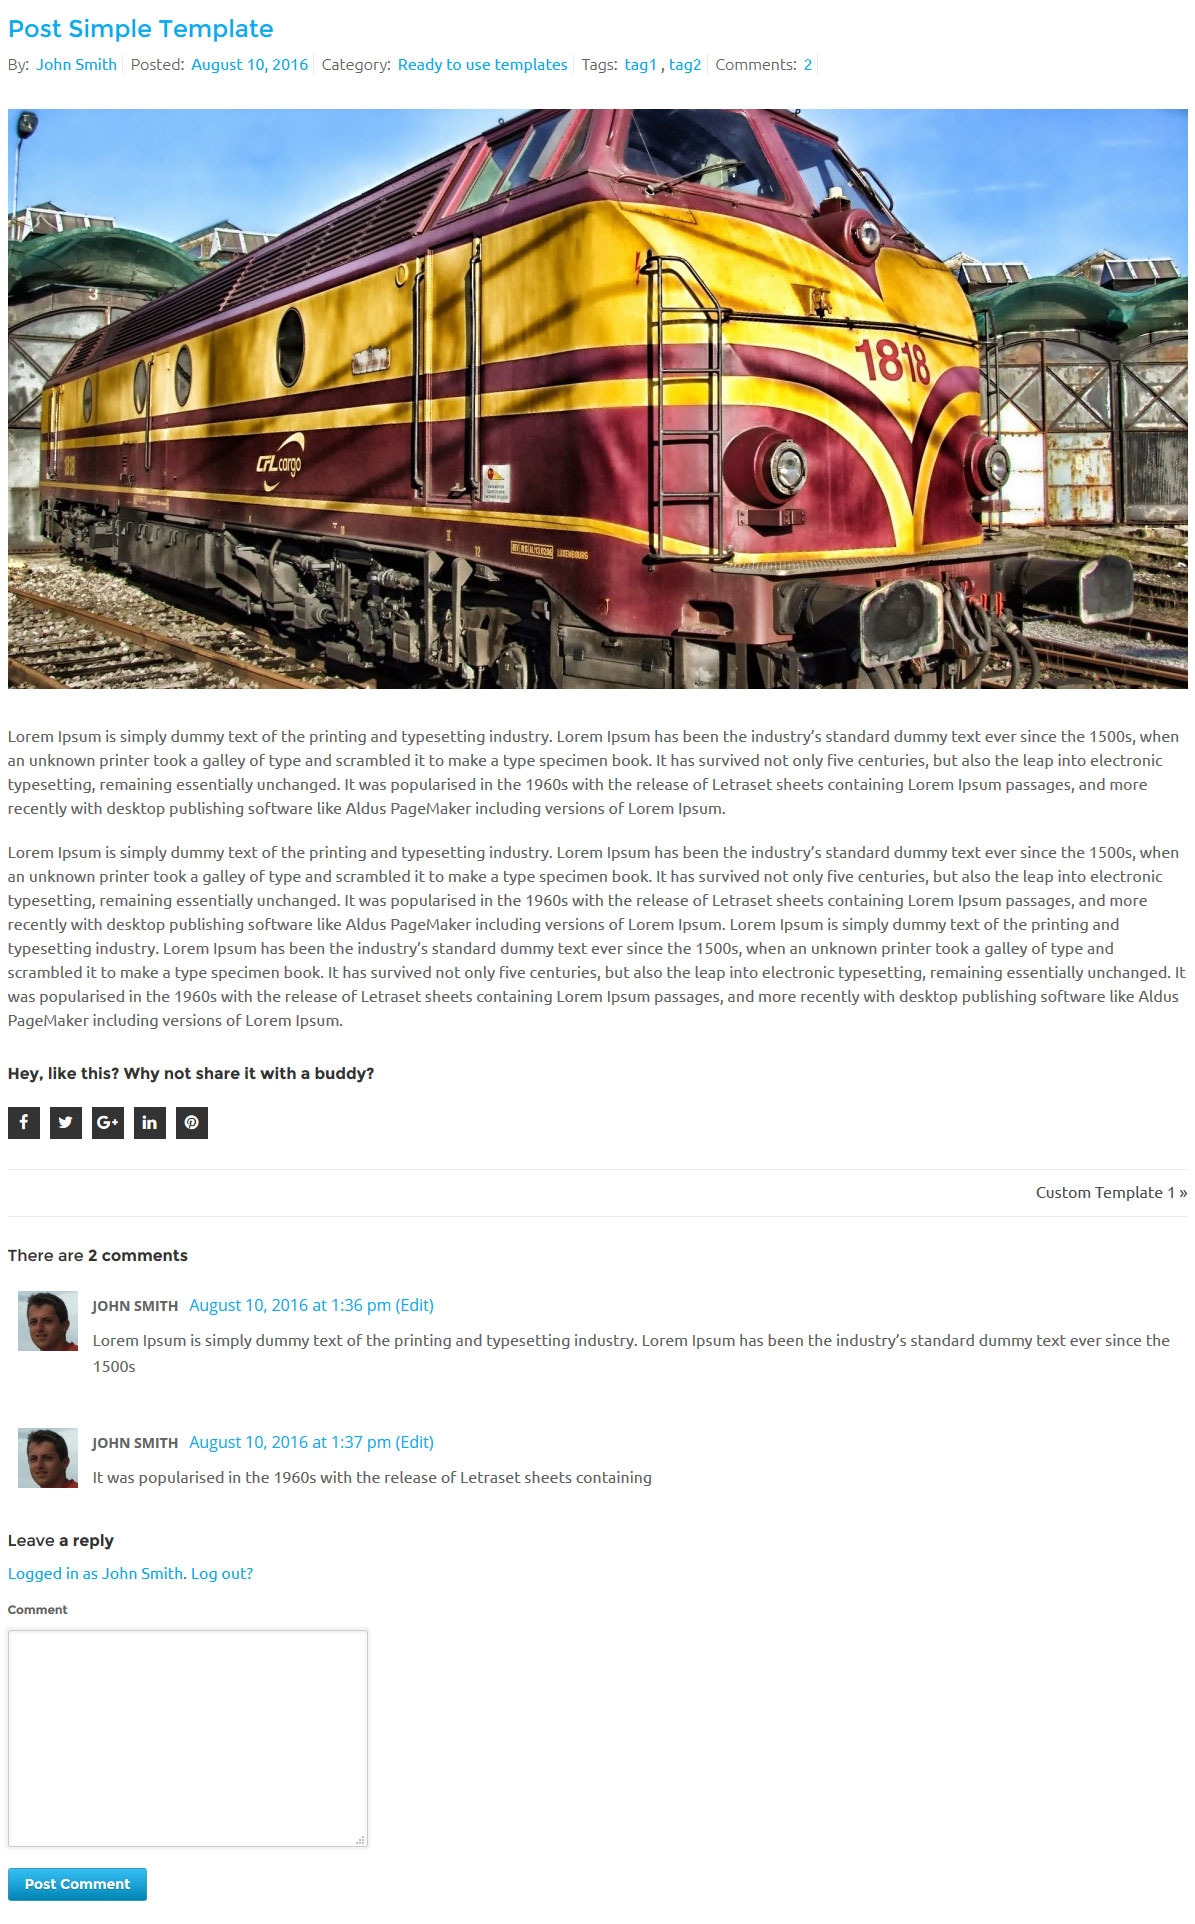 Post Simple Template
By: John Smith Posted: August 10, 2016 Category: Ready to use templates Tags: tag1 , tag2 Comments: 2
3
1818
1818
CFLcargo
12
LUXEMBOURG
Lorem Ipsum is simply dummy text of the printing and typesetting industry. Lorem Ipsum has been the industry’s standard dummy text ever since the 1500s, when
an unknown printer took a galley of type and scrambled it to make a type specimen book. It has survived not only five centuries, but also the leap into electronic
typesetting, remaining essentially unchanged. It was popularised in the 1960s with the release of Letraset sheets containing Lorem Ipsum passages, and more
recently with desktop publishing software like Aldus PageMaker including versions of Lorem Ipsum.
Lorem Ipsum is simply dummy text of the printing and typesetting industry. Lorem Ipsum has been the industry’s standard dummy text ever since the 1500s, when
an unknown printer took a galley of type and scrambled it to make a type specimen book. It has survived not only five centuries, but also the leap into electronic
typesetting, remaining essentially unchanged. It was popularised in the 1960s with the release of Letraset sheets containing Lorem Ipsum passages, and more
recently with desktop publishing software like Aldus PageMaker including versions of Lorem Ipsum. Lorem Ipsum is simply dummy text of the printing and
typesetting industry. Lorem Ipsum has been the industry’s standard dummy text ever since the 1500s, when an unknown printer took a galley of type and
scrambled it to make a type specimen book. It has survived not only five centuries, but also the leap into electronic typesetting, remaining essentially unchanged. It
was popularised in the 1960s with the release of Letraset sheets containing Lorem Ipsum passages, and more recently with desktop publishing software like Aldus
PageMaker including versions of Lorem Ipsum.
Hey, like this? Why not share it with a buddy?
Custom Template 1 »
There are 2 comments
JOHN SMITH August 10, 2016 at 1:36 pm (Edit)
Lorem Ipsum is simply dummy text of the printing and typesetting industry. Lorem Ipsum has been the industry’s standard dummy text ever since the
1500s
JOHN SMITH August 10, 2016 at 1:37 pm (Edit)
It was popularised in the 1960s with the release of Letraset sheets containing
Leave a reply
Logged in as John Smith. Log out?
Comment
Post Comment